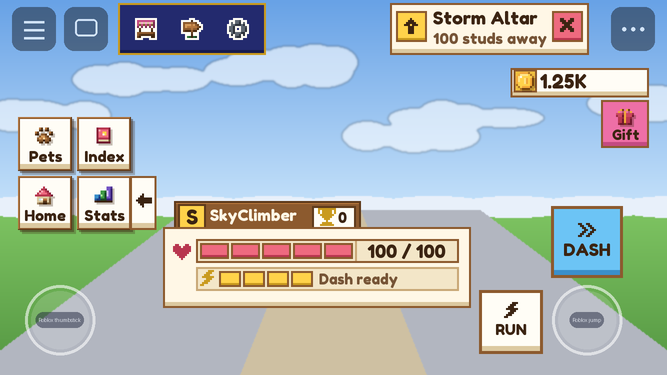 Storm Altar
100 studs away
1.25K
Gift
Pets
Index
Home
Stats
S
SkyClimber
0
100 / 100
Dash ready
DASH
RUN
Roblox thumbstick
Roblox jump